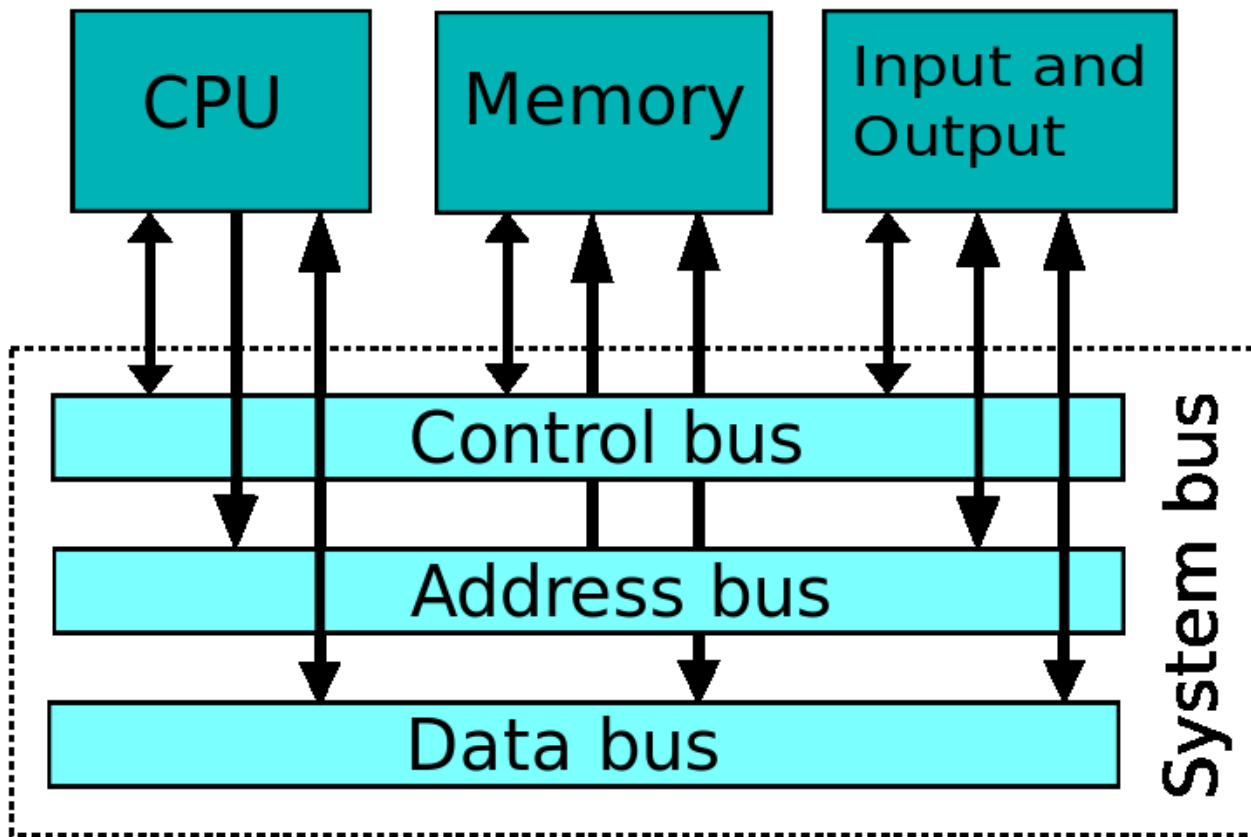 CPU
Memory
Input and
Output
Control bus
Address bus
Data bus
System bus